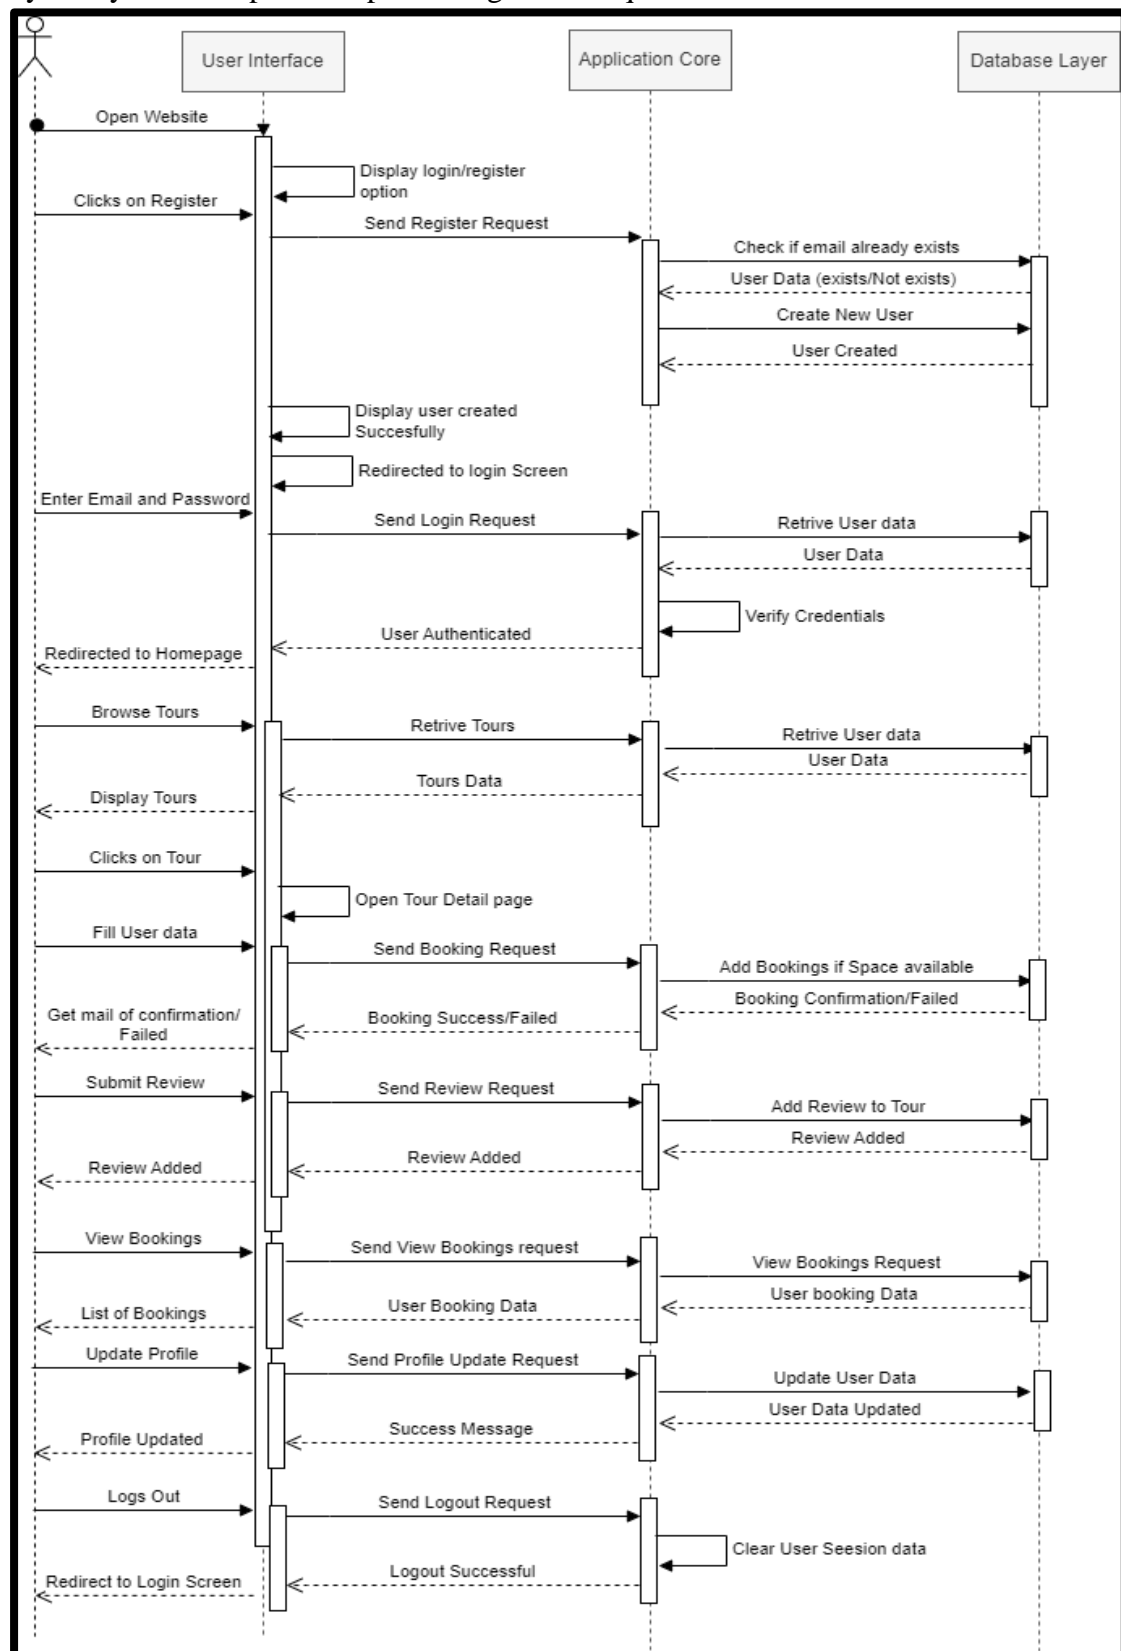 User Interface
Application Core
Database Layer
Open Website
Display login/register
option
Clicks on Register
Send Register Request
Check if email already exists
User Data (exists/Not exists)
Create New User
User Created
Display user created
Succesfully
Redirected to login Screen
Enter Email and Password
Send Login Request
Retrive User data
User Data
Verify Credentials
User Authenticated
Redirected to Homepage
Browse Tours
Retrive Tours
Retrive User data
User Data
Tours Data
Display Tours
Clicks on Tour
Open Tour Detail page
Fill User data
Send Booking Request
Add Bookings if Space available
Booking Confirmation/Failed
Get mail of confirmation/
Failed
Booking Success/Failed
Submit Review
Send Review Request
Add Review to Tour
Review Added
Review Added
Review Added
View Bookings
Send View Bookings request
View Bookings Request
User booking Data
User Booking Data
List of Bookings
Update Profile
Send Profile Update Request
Update User Data
User Data Updated
Success Message
Profile Updated
Logs Out
Send Logout Request
Clear User Seesion data
Logout Successful
Redirect to Login Screen